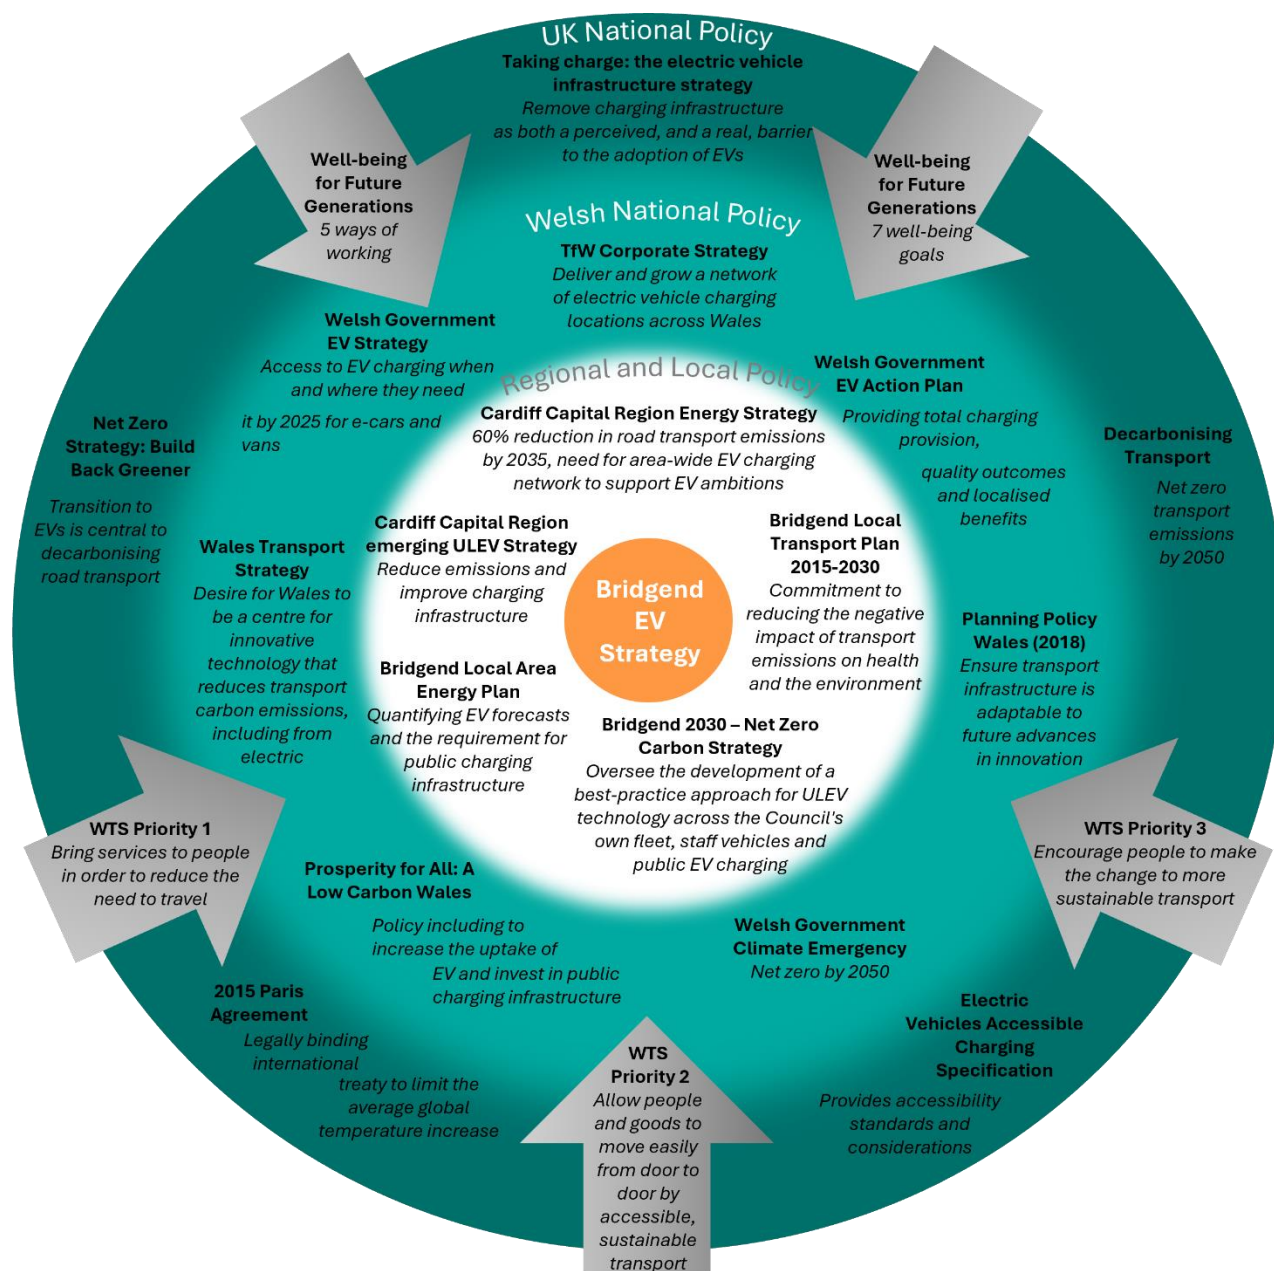 UK National Policy
Taking charge: the electric vehicle
infrastructure strategy
Remove charging infrastructure
as both a perceived, and a real, barrier
to the adoption of EVs
Well-being
for Future
Generations
5 ways of
working
Well-being
for Future
Generations
7 well-being
goals
Welsh National Policy
TfW Corporate Strategy
Deliver and grow a network
of electric vehicle charging
locations across Wales
Welsh Government
EV Strategy
Access to EV charging when
and where they need
it by 2025 for e-cars and
vans
Welsh Government
EV Action Plan
Providing total charging
provision,
quality outcomes
and localised
benefits
Net Zero
Strategy: Build
Back Greener
Transition to
EVs is central to
decarbonising
road transport
Decarbonising
Transport
Net zero
transport
emissions
by 2050
Regional and Local Policy
Cardiff Capital Region Energy Strategy
60% reduction in road transport emissions
by 2035, need for area-wide EV charging
network to support EV ambitions
Cardiff Capital Region
emerging ULEV Strategy
Reduce emissions and
improve charging
infrastructure
Bridgend Local
Transport Plan
2015-2030
Commitment to
reducing the negative
impact of transport
emissions on health
and the environment
Wales Transport
Strategy
Desire for Wales to
be a centre for
innovative
technology that
reduces transport
carbon emissions,
including from
electric
Bridgend
EV
Strategy
Planning Policy
Wales (2018)
Ensure transport
infrastructure is
adaptable to
future advances
in innovation
Bridgend Local Area
Energy Plan
Quantifying EV forecasts
and the requirement for
public charging
infrastructure
Bridgend 2030 – Net Zero
Carbon Strategy
Oversee the development of a
best-practice approach for ULEV
technology across the Council's
own fleet, staff vehicles and
public EV charging
WTS Priority 1
Bring services to people
in order to reduce the
need to travel
WTS Priority 3
Encourage people to make
the change to more
sustainable transport
Prosperity for All: A
Low Carbon Wales
Policy including to
increase the uptake of
EV and invest in public
charging infrastructure
Welsh Government
Climate Emergency
Net zero by 2050
2015 Paris
Agreement
Legally binding
international
treaty to limit the
average global
temperature increase
Electric
Vehicles Accessible
Charging
Specification
Provides accessibility
standards and
considerations
WTS
Priority 2
Allow people
and goods to
move easily
from door to
door by
accessible,
sustainable
transport